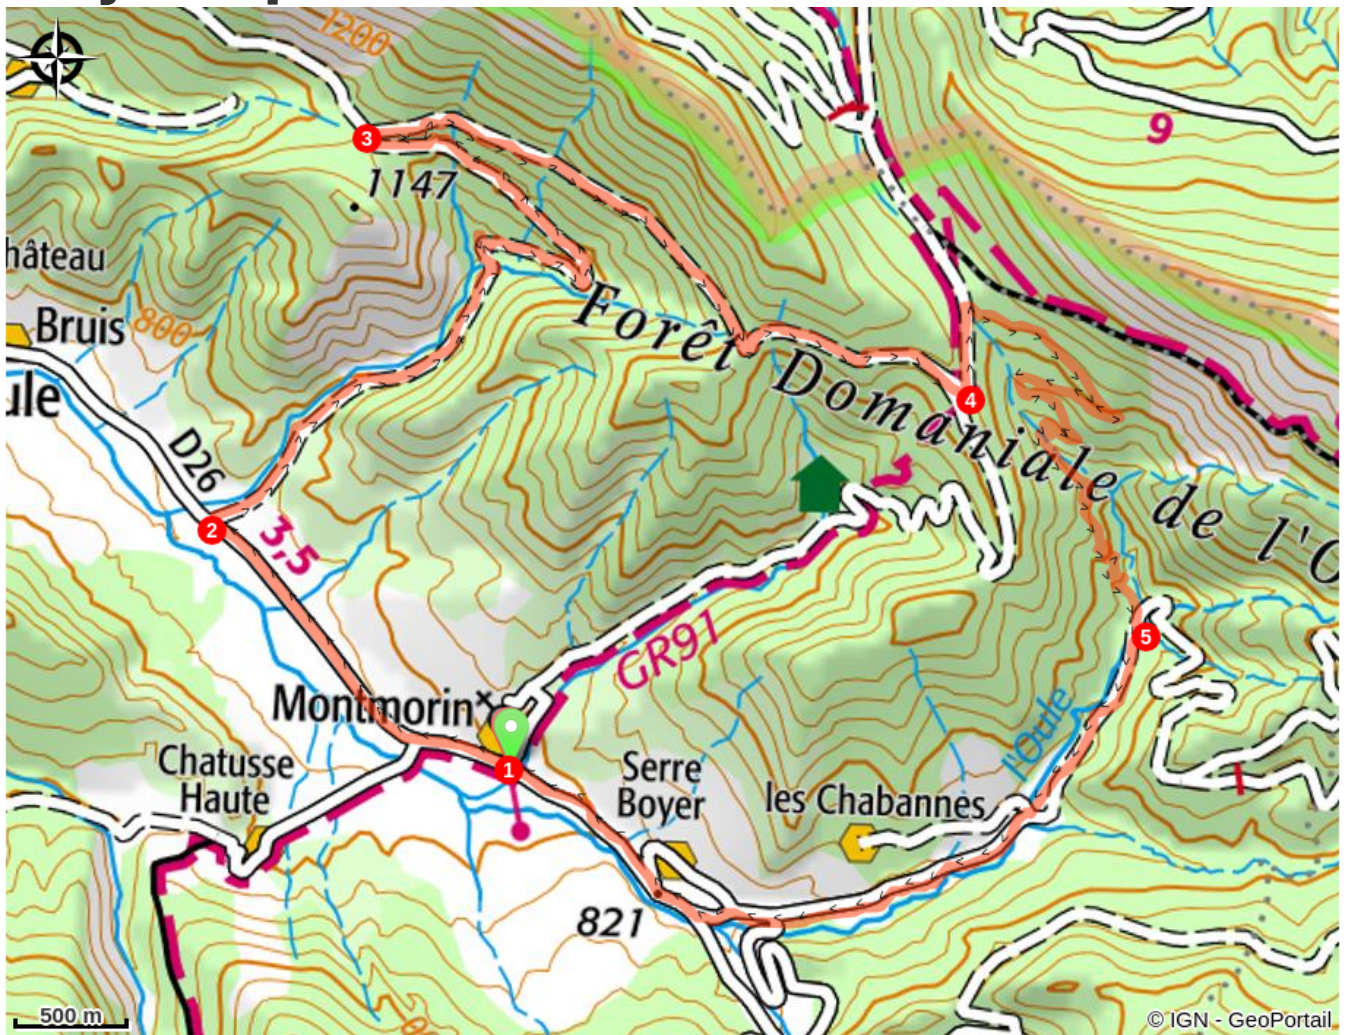 1200
9
3
1147
hâteau
Bruis
800
ule
Forêt Domaniale de l'O
4
D26
2
3,5
GR91
5
Montmorin
1
l'Oule
Chatusse
Haute
Serre
Boyer
les Chabannes
821
500 m
© IGN - GeoPortail